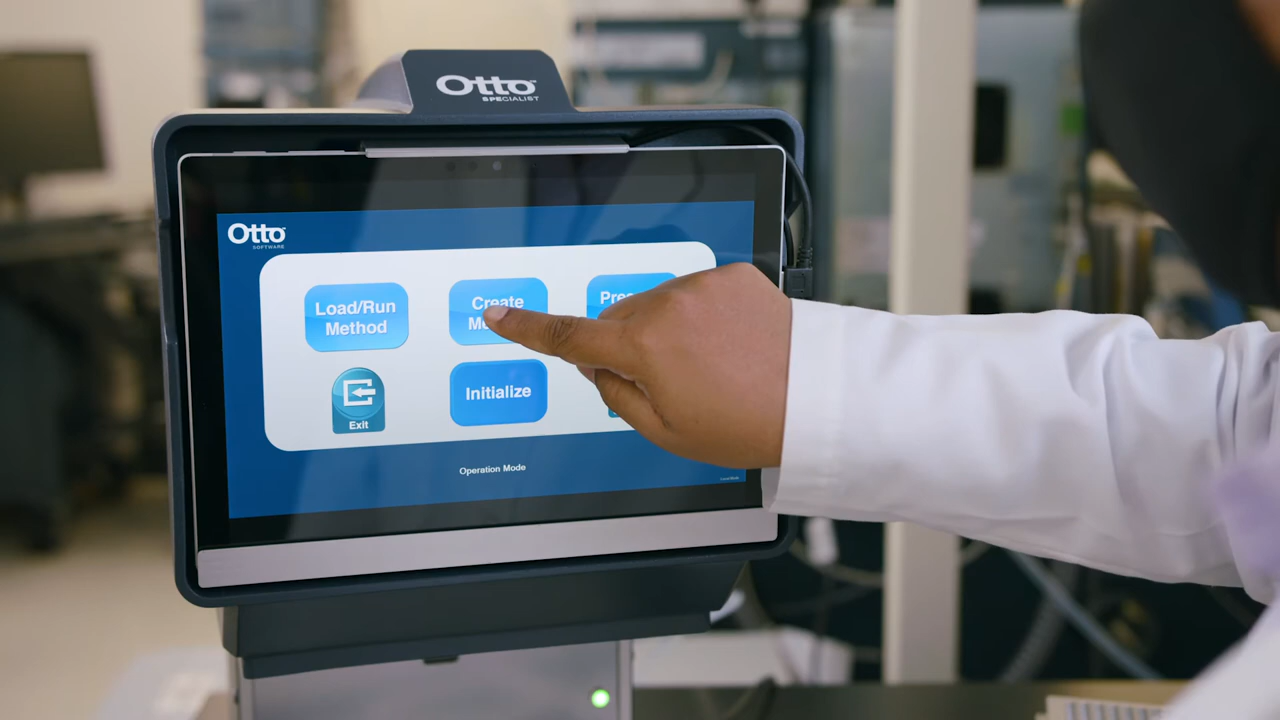 Otto
SPECIALIST
Otto
SOFTWARE
Load/Run
Method
Create
Initialize
Exit
Operation Mode